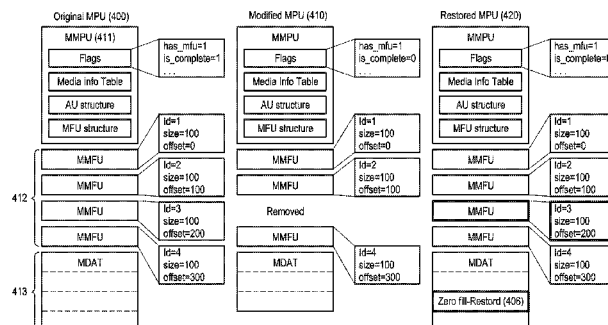 Original MPU (400)
MMPU (411)
Flags
Media Info Table
AU structure
MFU structure
has_mfu=1
is_complete=1
...
412
MMFU
Id=1
size=100
offset=0
MMFU
Id=2
size=100
offset=100
MMFU
Id=3
size=100
offset=200
MMFU
Id=4
size=100
offset=300
413
MDAT
Modified MPU (410)
MMPU
Flags
Media Info Table
AU structure
MFU structure
has_mfu=1
is_complete=0
...
MMFU
Id=1
size=100
offset=0
MMFU
Id=2
size=100
offset=100
Removed
MMFU
Id=4
size=100
offset=300
MDAT
Restored MPU (420)
MMPU
Flags
Media Info Table
AU structure
MFU structure
has_mfu=1
...
MMFU
Id=1
size=100
offset=0
MMFU
Id=2
size=100
offset=100
MMFU
Id=3
size=100
offset=200
MMFU
Id=4
size=100
offset=300
MDAT
Zero fill-Restord (406)